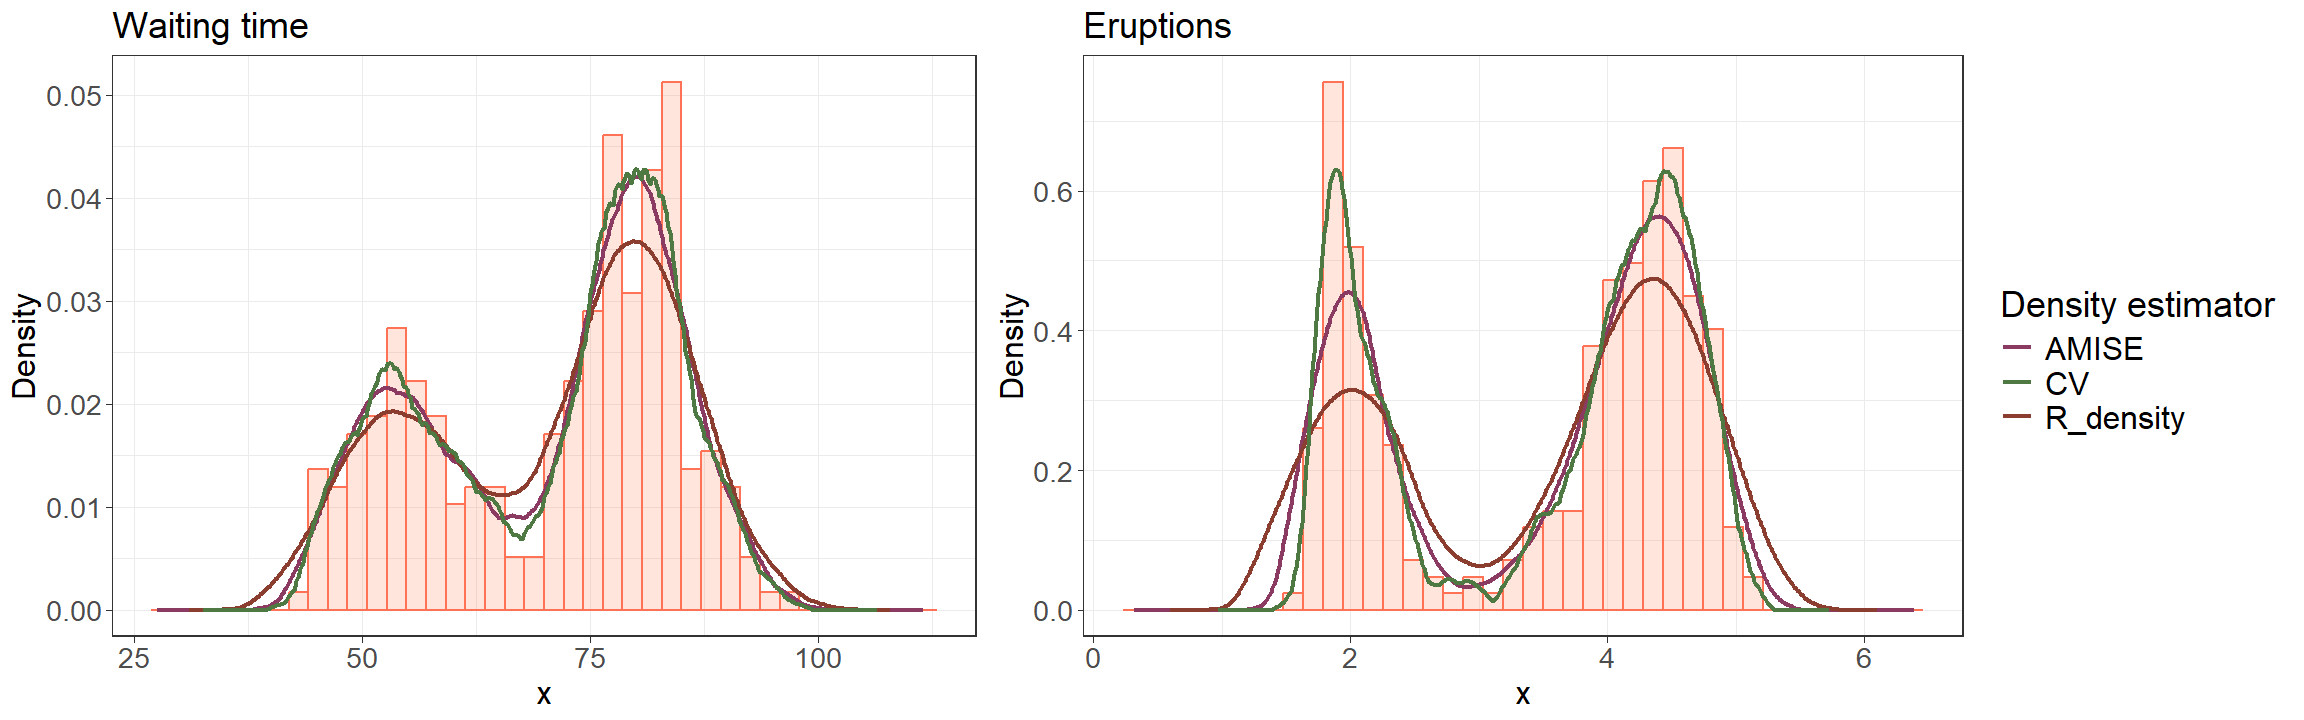 Waiting time
0.05
0.04
0.03
0.02
0.01
0.00
Density
25 50 75 100
x
Eruptions
0.6
0.4
0.2
0.0
Density
0 2 4 6
x
Density estimator
AMISE
CV
R_density